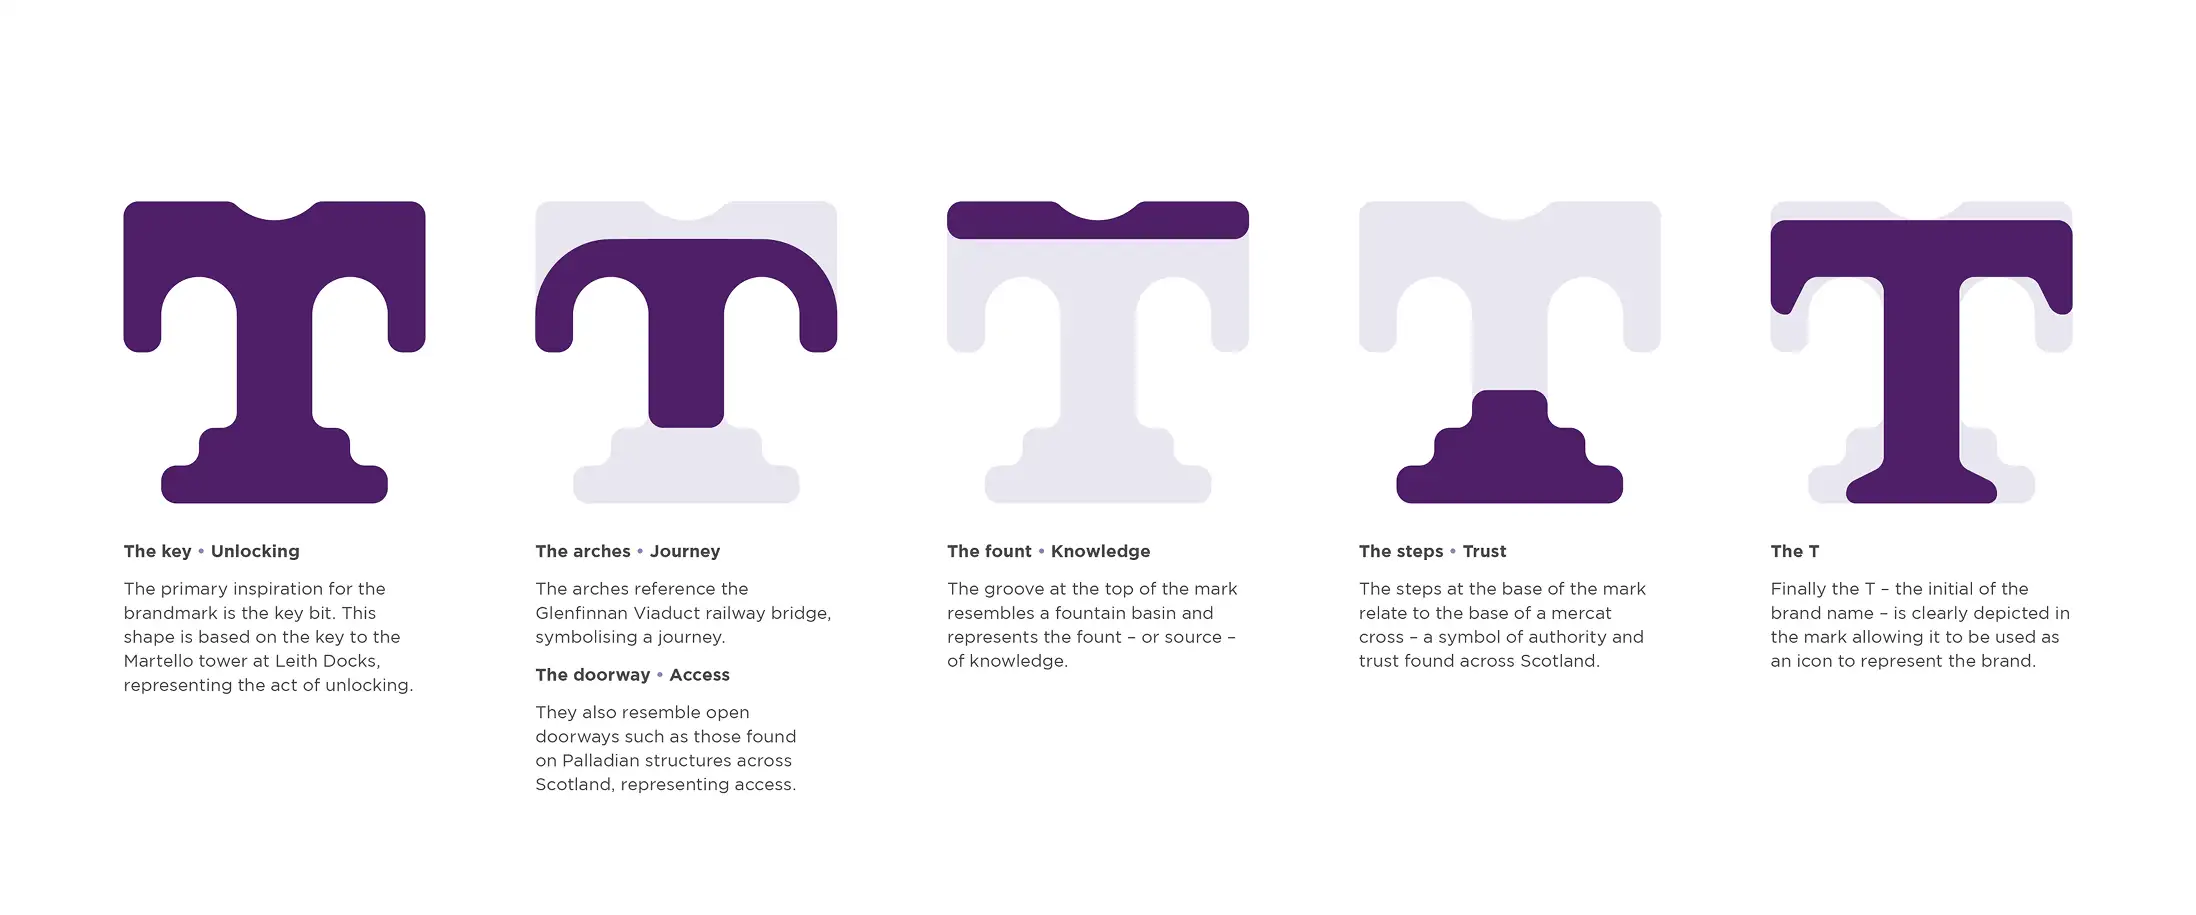 The key • Unlocking
The primary inspiration for the
brandmark is the key bit. This
shape is based on the key to the
Martello tower at Leith Docks,
representing the act of unlocking.
The arches • Journey
The arches reference the
Glenfinnan Viaduct railway bridge,
symbolising a journey.
The doorway • Access
They also resemble open
doorways such as those found
on Palladian structures across
Scotland, representing access.
The fount • Knowledge
The groove at the top of the mark
resembles a fountain basin and
represents the fount – or source –
of knowledge.
The steps • Trust
The steps at the base of the mark
relate to the base of a mercat
cross – a symbol of authority and
trust found across Scotland.
The T
Finally the T – the initial of the
brand name – is clearly depicted in
the mark allowing it to be used as
an icon to represent the brand.